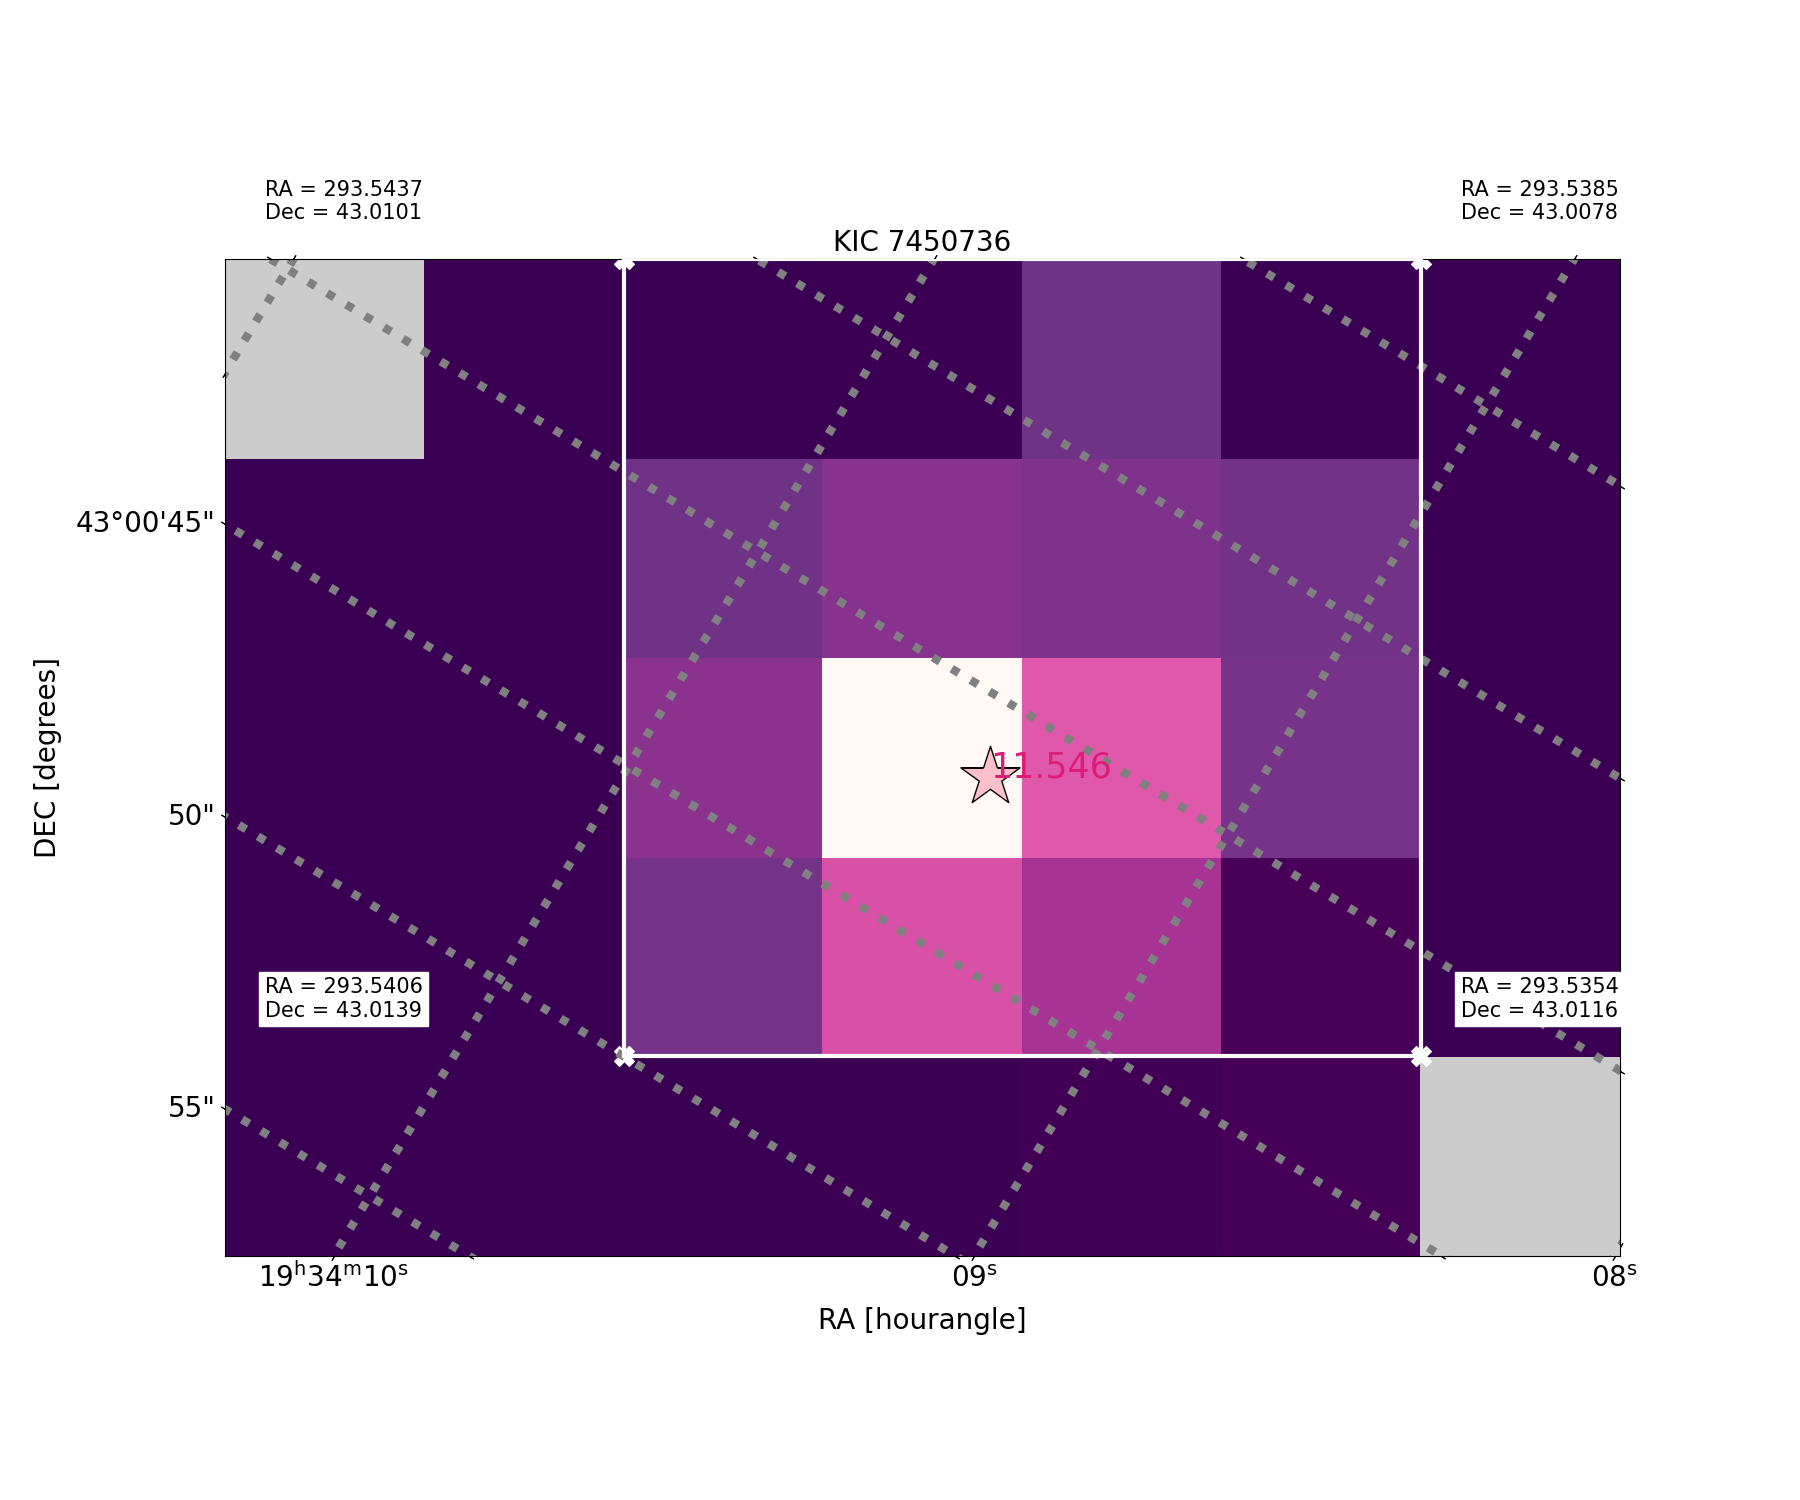 RA = 293.5437
Dec = 43.0101
RA = 293.5385
Dec = 43.0078
KIC 7450736
43°00'45"
50"
55"
DEC [degrees]
11.546
RA = 293.5406
Dec = 43.0139
RA = 293.5354
Dec = 43.0116
19ʰ34ᵐ10ˢ
09ˢ
08ˢ
RA [hourangle]